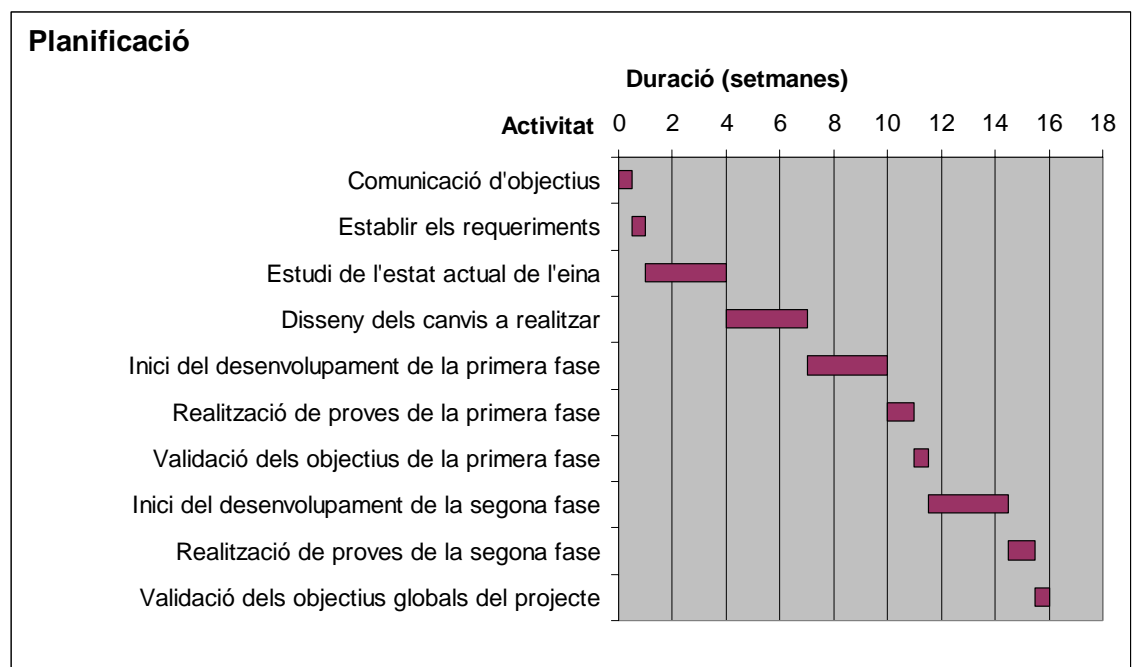 Planificació
Duració (setmanes)
Activitat 0 2 4 6 8 10 12 14 16 18
Comunicació d'objectius
Establir els requeriments
Estudi de l'estat actual de l'eina
Disseny dels canvis a realitzar
Inici del desenvolupament de la primera fase
Realització de proves de la primera fase
Validació dels objectius de la primera fase
Inici del desenvolupament de la segona fase
Realització de proves de la segona fase
Validació dels objectius globals del projecte